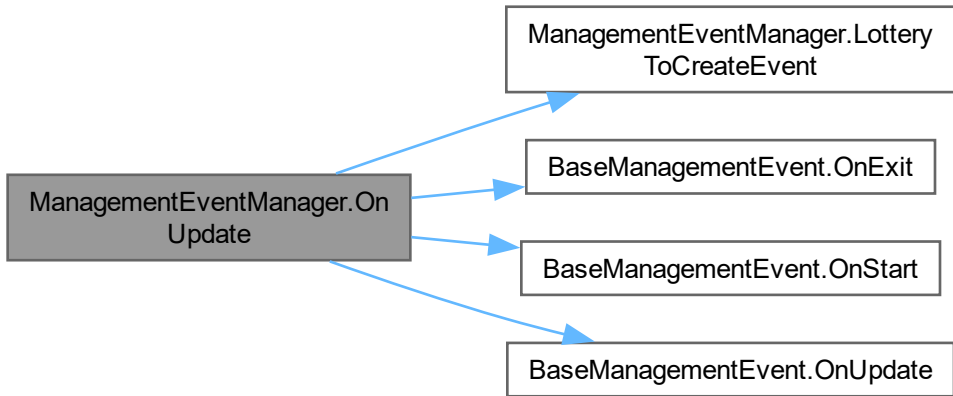 ManagementEventManager.On
Update
ManagementEventManager.Lottery
ToCreateEvent
BaseManagementEvent.OnExit
BaseManagementEvent.OnStart
BaseManagementEvent.OnUpdate